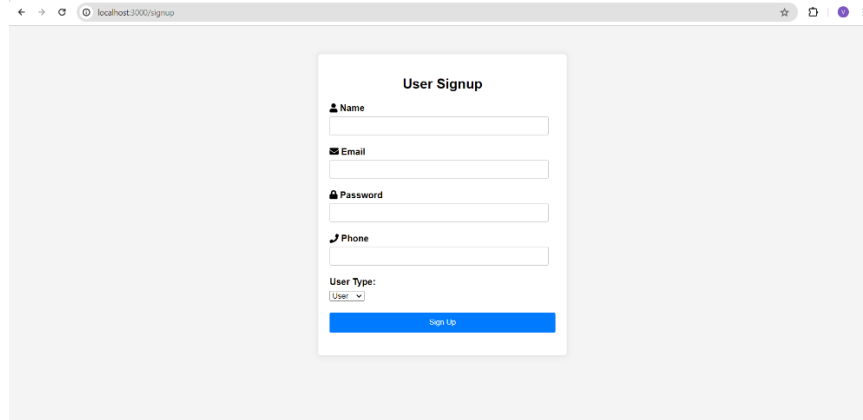 localhost:3000/signup
V
User Signup
Name
Email
Password
Phone
User Type:
User
Sign Up